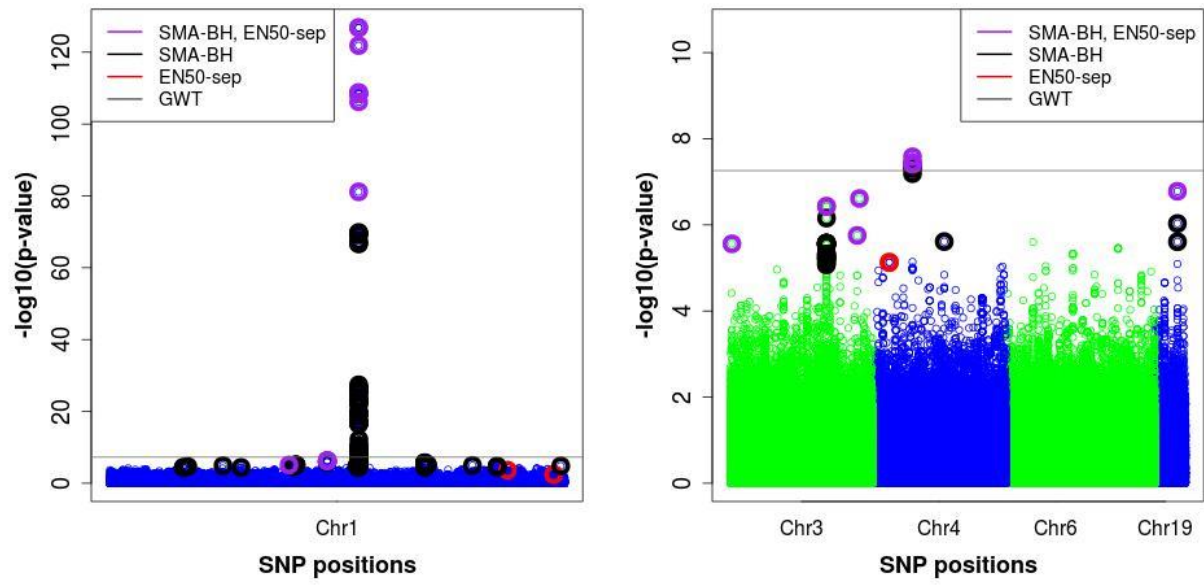 SMA-BH, EN50-sep
SMA-BH
EN50-sep
GWT
-log10(p-value)
120
100
80
60
40
20
0
Chr1
SNP positions
SMA-BH, EN50-sep
SMA-BH
EN50-sep
GWT
-log10(p-value)
10
8
6
4
2
0
Chr3 Chr4 Chr6 Chr19
SNP positions